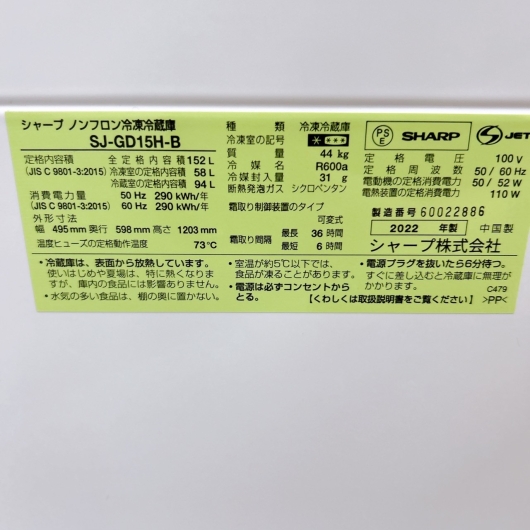 シャープ ノンフロン冷凍冷蔵庫
SJ-GD15H-B
定格内容積 全定格内容積 152 L
(JIS C 9801-3:2015) 冷凍室の定格内容積 58 L
冷蔵室の定格内容積 94 L
消費電力量 50 Hz 290 kWh/年
(JIS C 9801-3:2015) 60 Hz 290 kWh/年
外形寸法
幅 495 mm 奥行 598 mm 高さ 1203 mm
温度ヒューズの定格動作温度 73℃
種類 冷凍冷蔵庫
冷凍室の記号
質量 44 kg
冷媒 R600a
冷媒封入量 31 g
断熱発泡ガス シクロペンタン
霜取り制御装置のタイプ
可変式
霜取り間隔 最長 36 時間
最短 6 時間
PS E SHARP S JET
定格電圧 100 V
定格周波数 50 / 60 Hz
電動機の定格消費電力 50 / 52 W
電熱装置の定格消費電力 110 W
製造番号 60022886
2022 年製 中国製
シャープ株式会社
・冷蔵庫は、表面から放熱しています。
使いはじめや夏場は、特に熱くなりま
すが、庫内の食品には影響ありません。
・水気の多い食品は、棚の奥に置かない。
・室温が約5℃以下では、
食品が凍ることがあります。
・電源は必ずコンセントから
とる。
・電源プラグを抜いたら6分待つ。
すぐに差し込むと冷蔵庫に無理が
かかります。 C479
【くわしくは取扱説明書をご覧ください】 >PP<